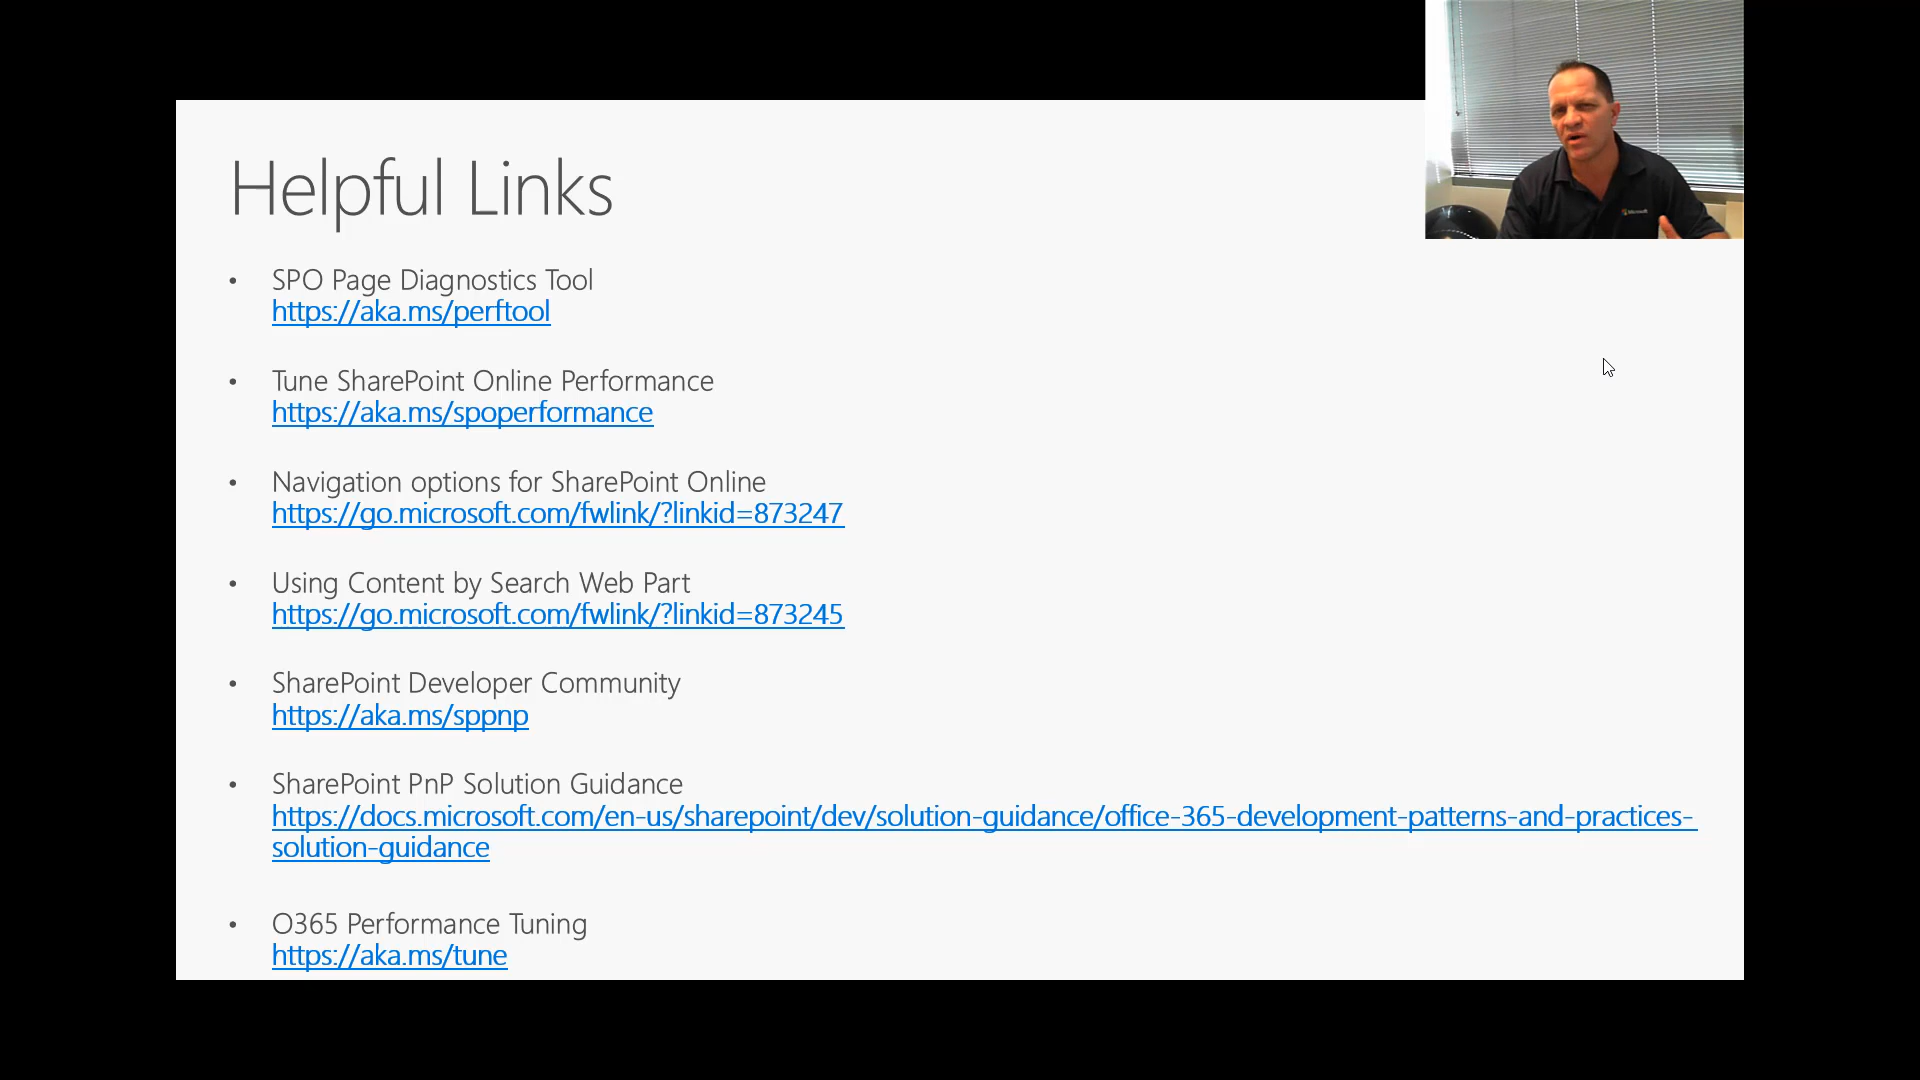 Helpful Links
• SPO Page Diagnostics Tool
https://aka.ms/perftool
• Tune SharePoint Online Performance
https://aka.ms/spoperformance
• Navigation options for SharePoint Online
https://go.microsoft.com/fwlink/?linkid=873247
• Using Content by Search Web Part
https://go.microsoft.com/fwlink/?linkid=873245
• SharePoint Developer Community
https://aka.ms/sppnp
• SharePoint PnP Solution Guidance
https://docs.microsoft.com/en-us/sharepoint/dev/solution-guidance/office-365-development-patterns-and-practices-
solution-guidance
• O365 Performance Tuning
https://aka.ms/tune
Microsoft